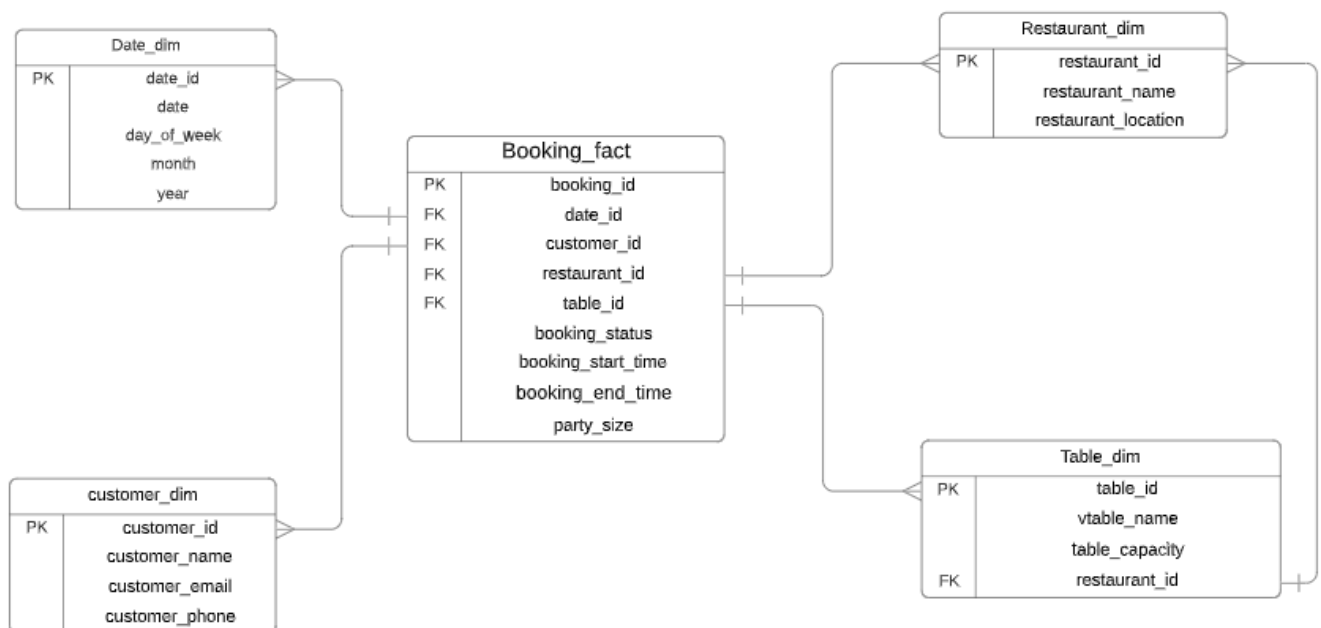 Date_dim
PK date_id
date
day_of_week
month
year
Booking_fact
PK booking_id
FK date_id
FK customer_id
FK restaurant_id
FK table_id
booking_status
booking_start_time
booking_end_time
party_size
Restaurant_dim
PK restaurant_id
restaurant_name
restaurant_location
customer_dim
PK customer_id
customer_name
customer_email
customer_phone
Table_dim
PK table_id
vtable_name
table_capacity
FK restaurant_id